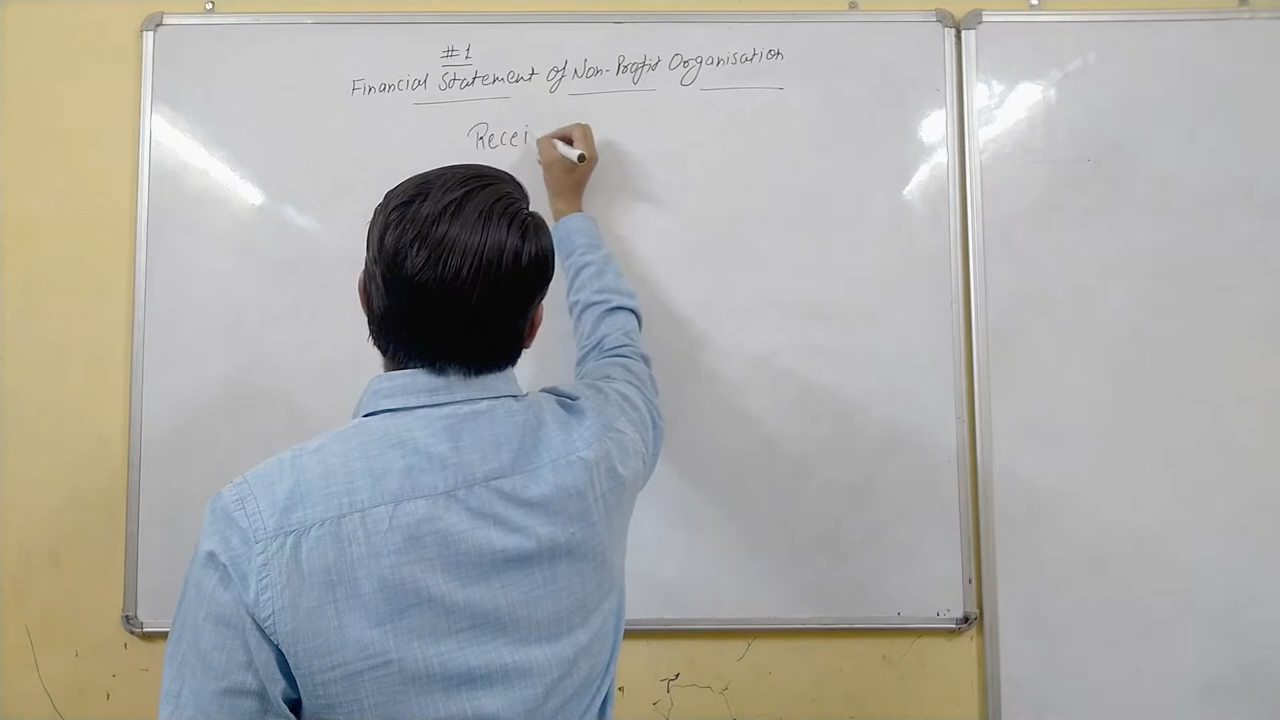 #1
Financial Statement of Non-Profit Organisation
Recei